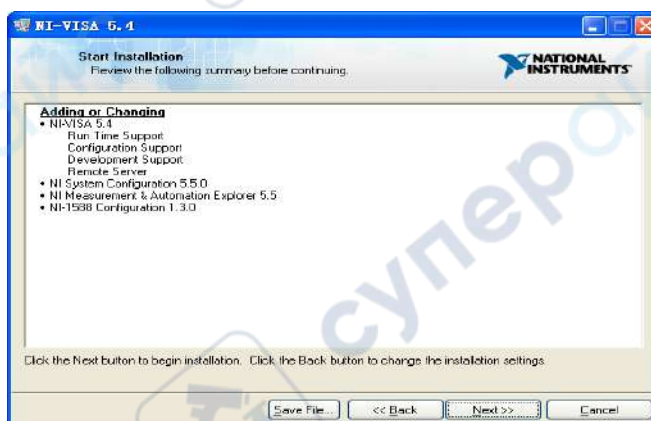 NI-VISA 5.4
Start Installation
Review the following summary before continuing.
NATIONAL
INSTRUMENTS
Adding or Changing
• NI-VISA 5.4
Run Time Support
Configuration Support
Development Support
Remote Server
• NI System Configuration 5.5.0
• NI Measurement & Automation Explorer 5.5
• NI-1588 Configuration 1.3.0
супер
Click the Next button to begin installation. Click the Back button to change the installation settings.
Save File...
<< Back
Next >>
Cancel